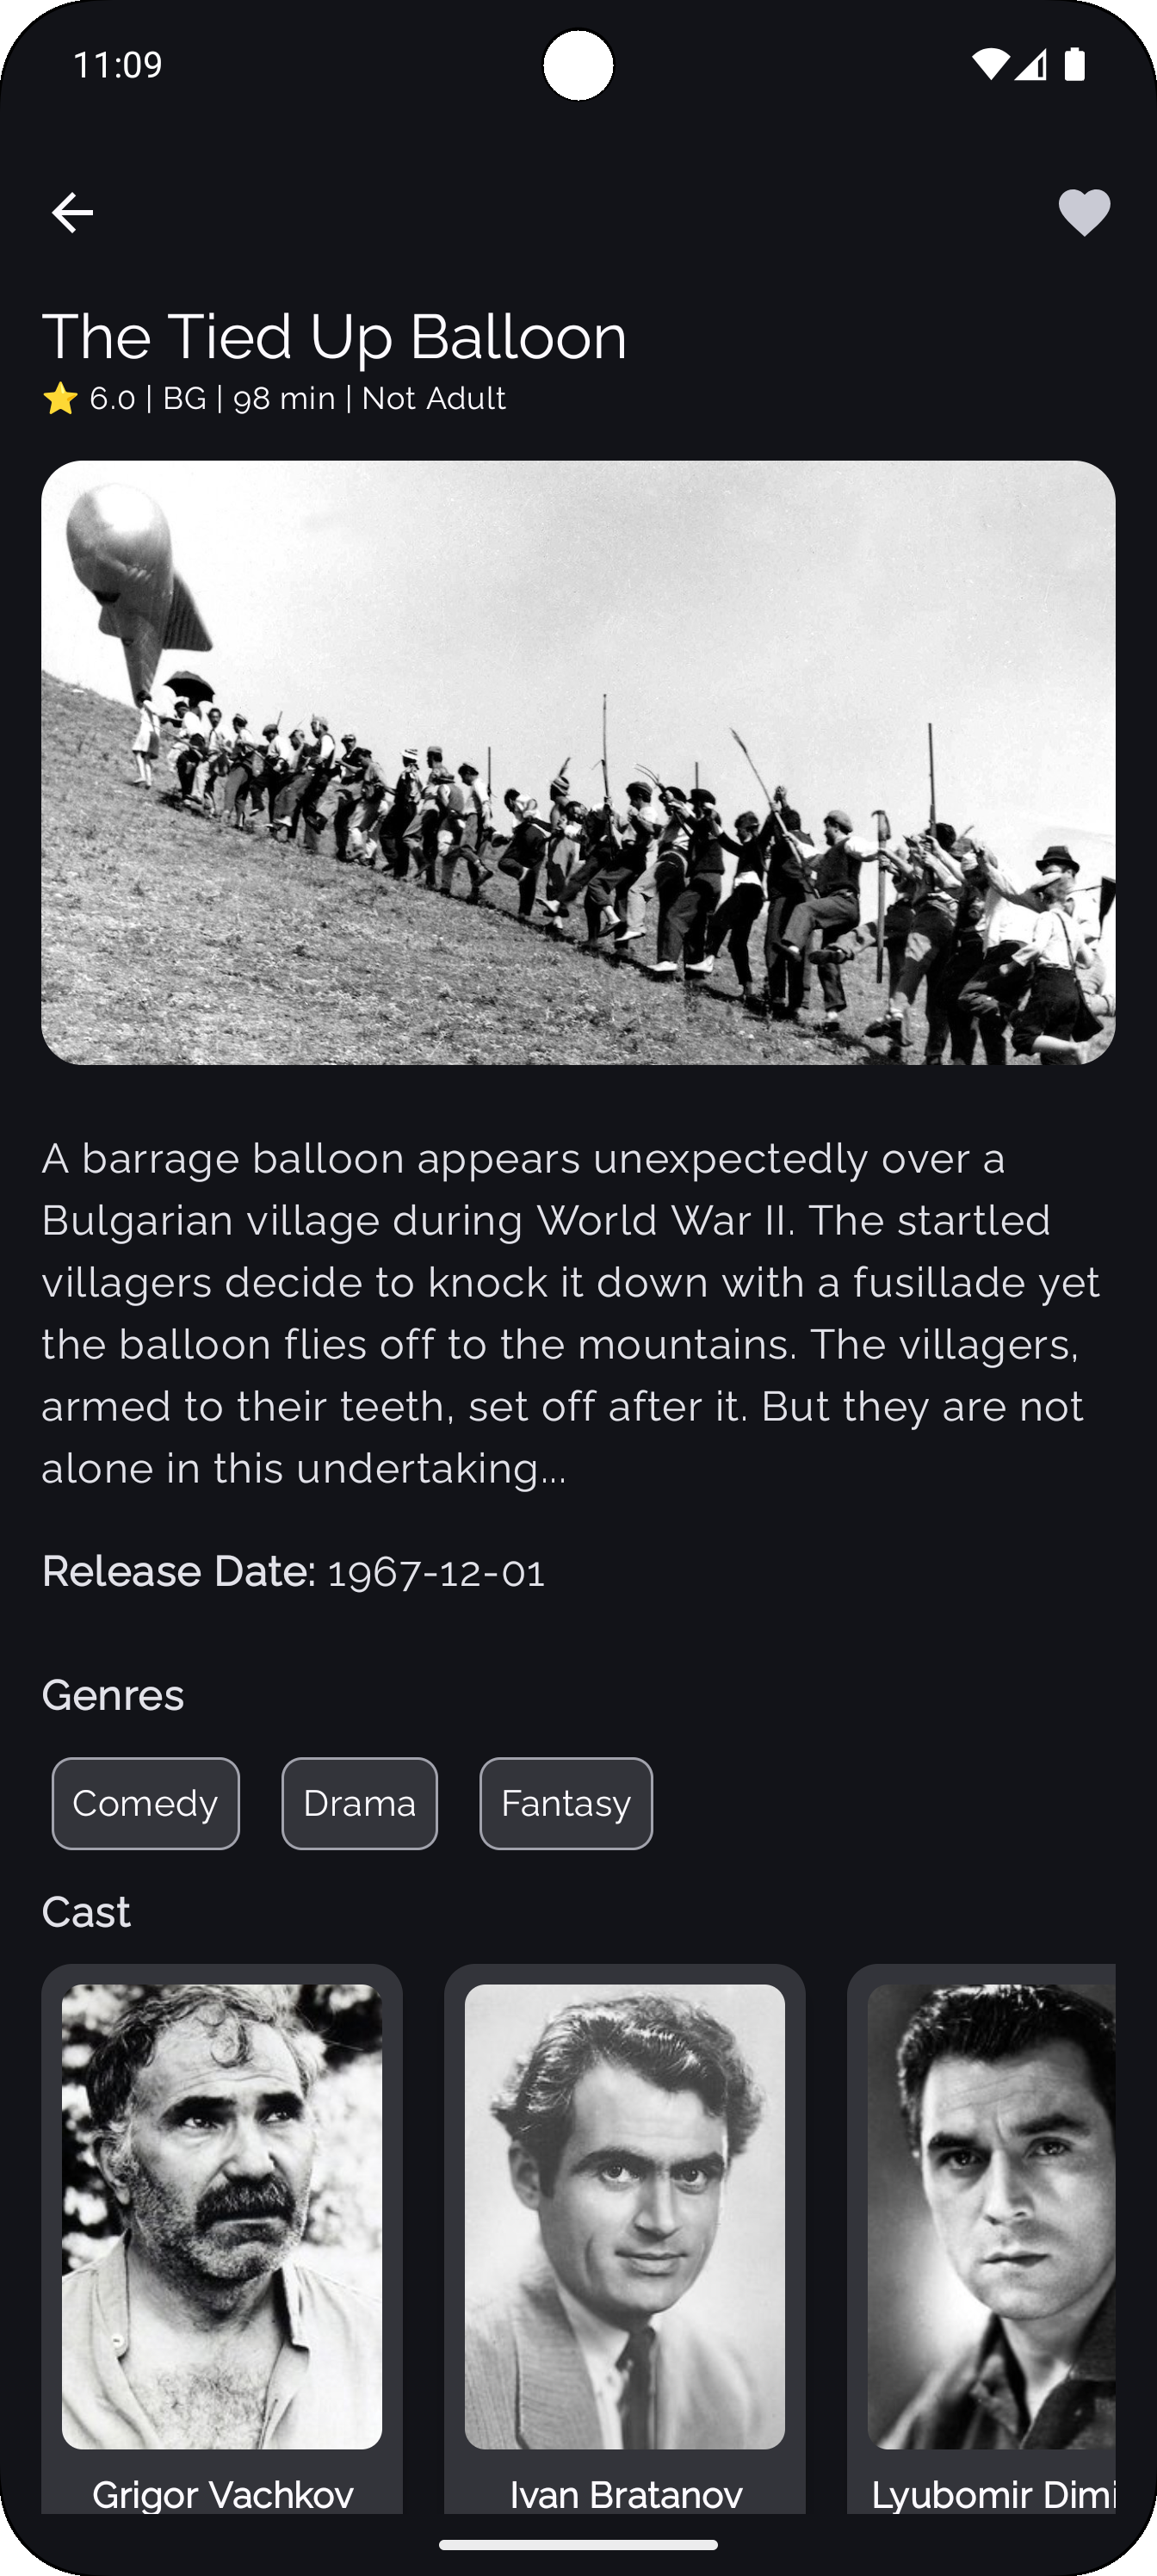 11:09
The Tied Up Balloon
⭐ 6.0 | BG | 98 min | Not Adult
A barrage balloon appears unexpectedly over a
Bulgarian village during World War II. The startled
villagers decide to knock it down with a fusillade yet
the balloon flies off to the mountains. The villagers,
armed to their teeth, set off after it. But they are not
alone in this undertaking...
Release Date: 1967-12-01
Genres
Comedy Drama Fantasy
Cast
Grigor Vachkov Ivan Bratanov Lyubomir Dimi